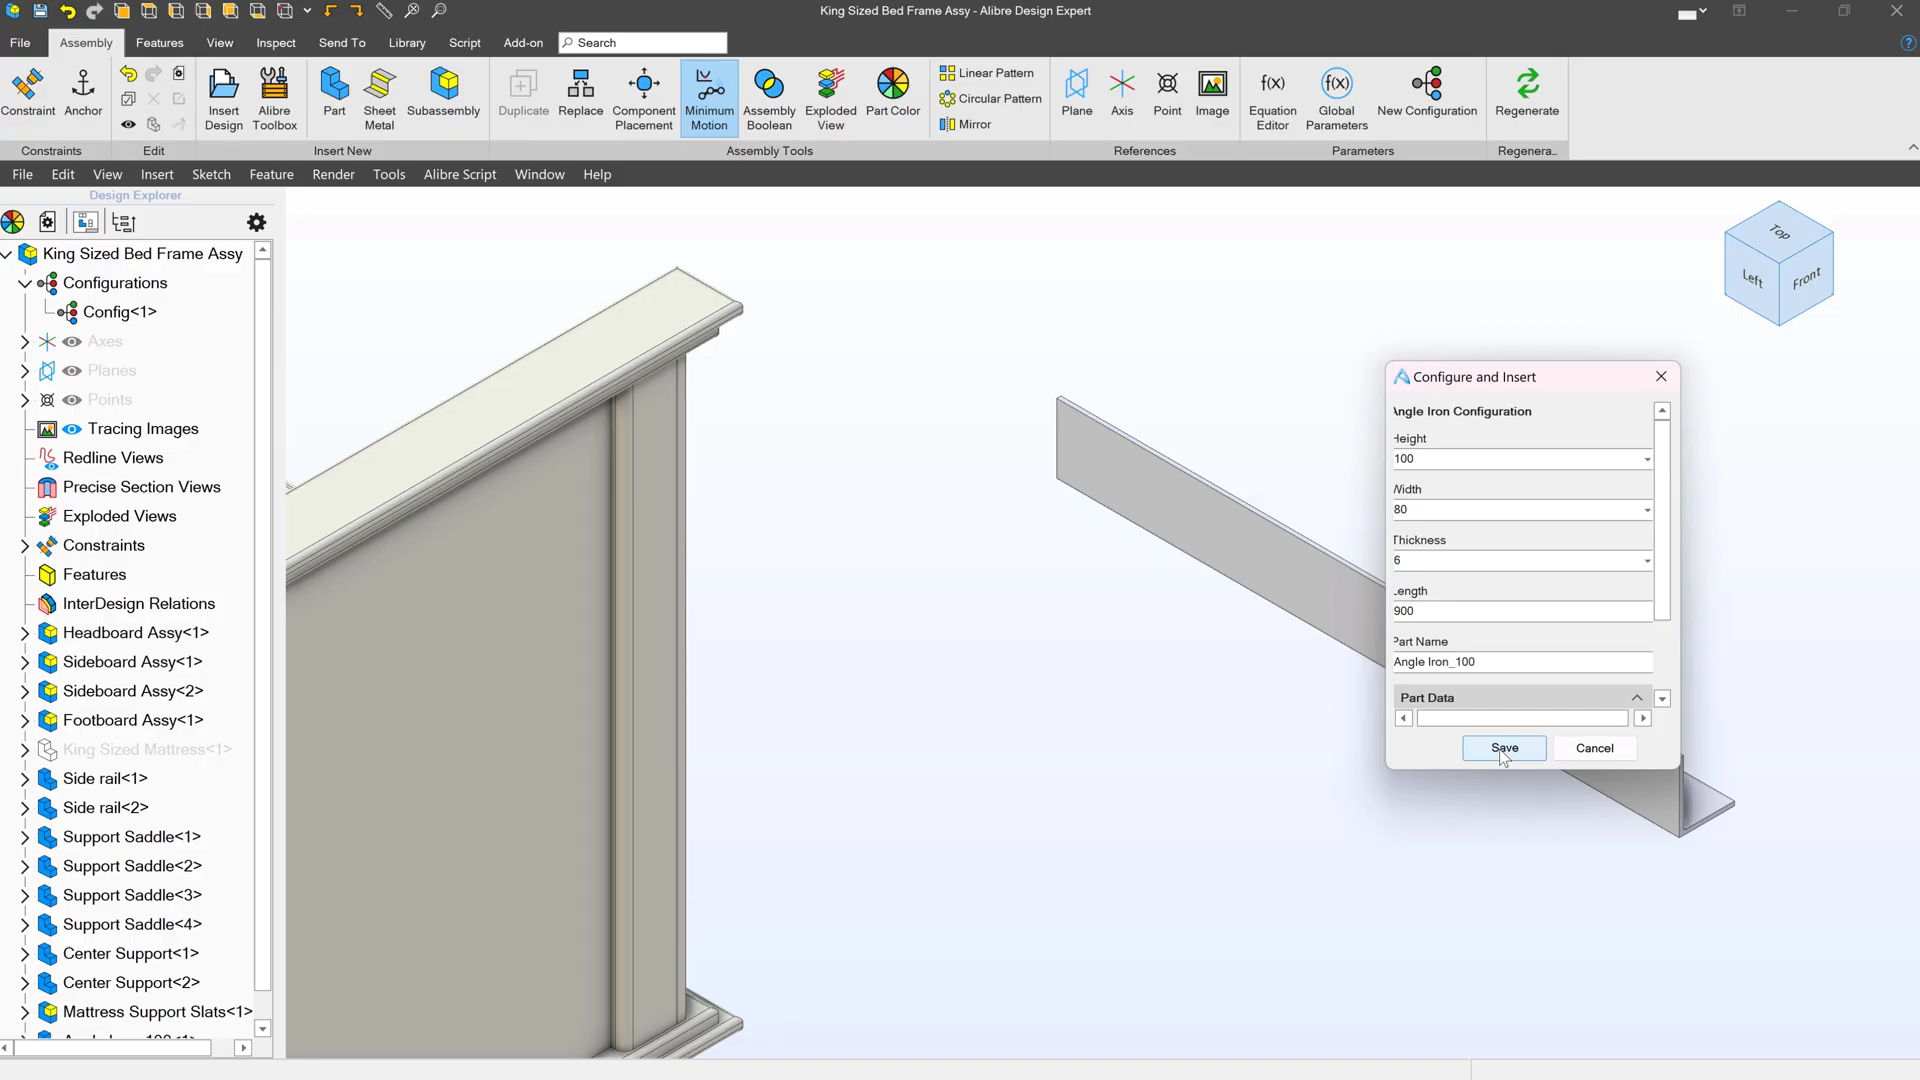 King Sized Bed Frame Assy - Alibre Design Expert
File Assembly Features View Inspect Send To Library Script Add-on Search
Constraint Anchor
Insert Design
Alibre Toolbox
Part
Sheet Metal
Subassembly
Duplicate
Replace
Component Placement
Minimum Motion
Assembly Boolean
Exploded View
Part Color
Linear Pattern
Circular Pattern
Mirror
Plane
Axis
Point
Image
f(x)
Equation Editor
f(x)
Global Parameters
New Configuration
Regenerate
Constraints Edit Insert New Assembly Tools References Parameters Regenera...
File Edit View Insert Sketch Feature Render Tools Alibre Script Window Help
Design Explorer
King Sized Bed Frame Assy
Configurations
Config<1>
Axes
Planes
Points
Tracing Images
Redline Views
Precise Section Views
Exploded Views
Constraints
Features
InterDesign Relations
Headboard Assy<1>
Sideboard Assy<1>
Sideboard Assy<2>
Footboard Assy<1>
King Sized Mattress<1>
Side rail<1>
Side rail<2>
Support Saddle<1>
Support Saddle<2>
Support Saddle<3>
Support Saddle<4>
Center Support<1>
Center Support<2>
Mattress Support Slats<1>
Top
Left
Front
Configure and Insert
Angle Iron Configuration
Height
100
Width
80
Thickness
6
Length
900
Part Name
Angle Iron_100
Part Data
Save Cancel